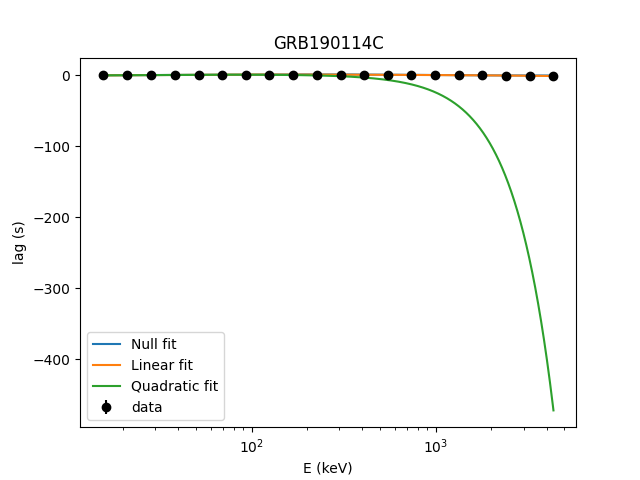 GRB190114C
lag (s)
0
−100
−200
−300
−400
Null fit
Linear fit
Quadratic fit
data
10²
10³
E (keV)